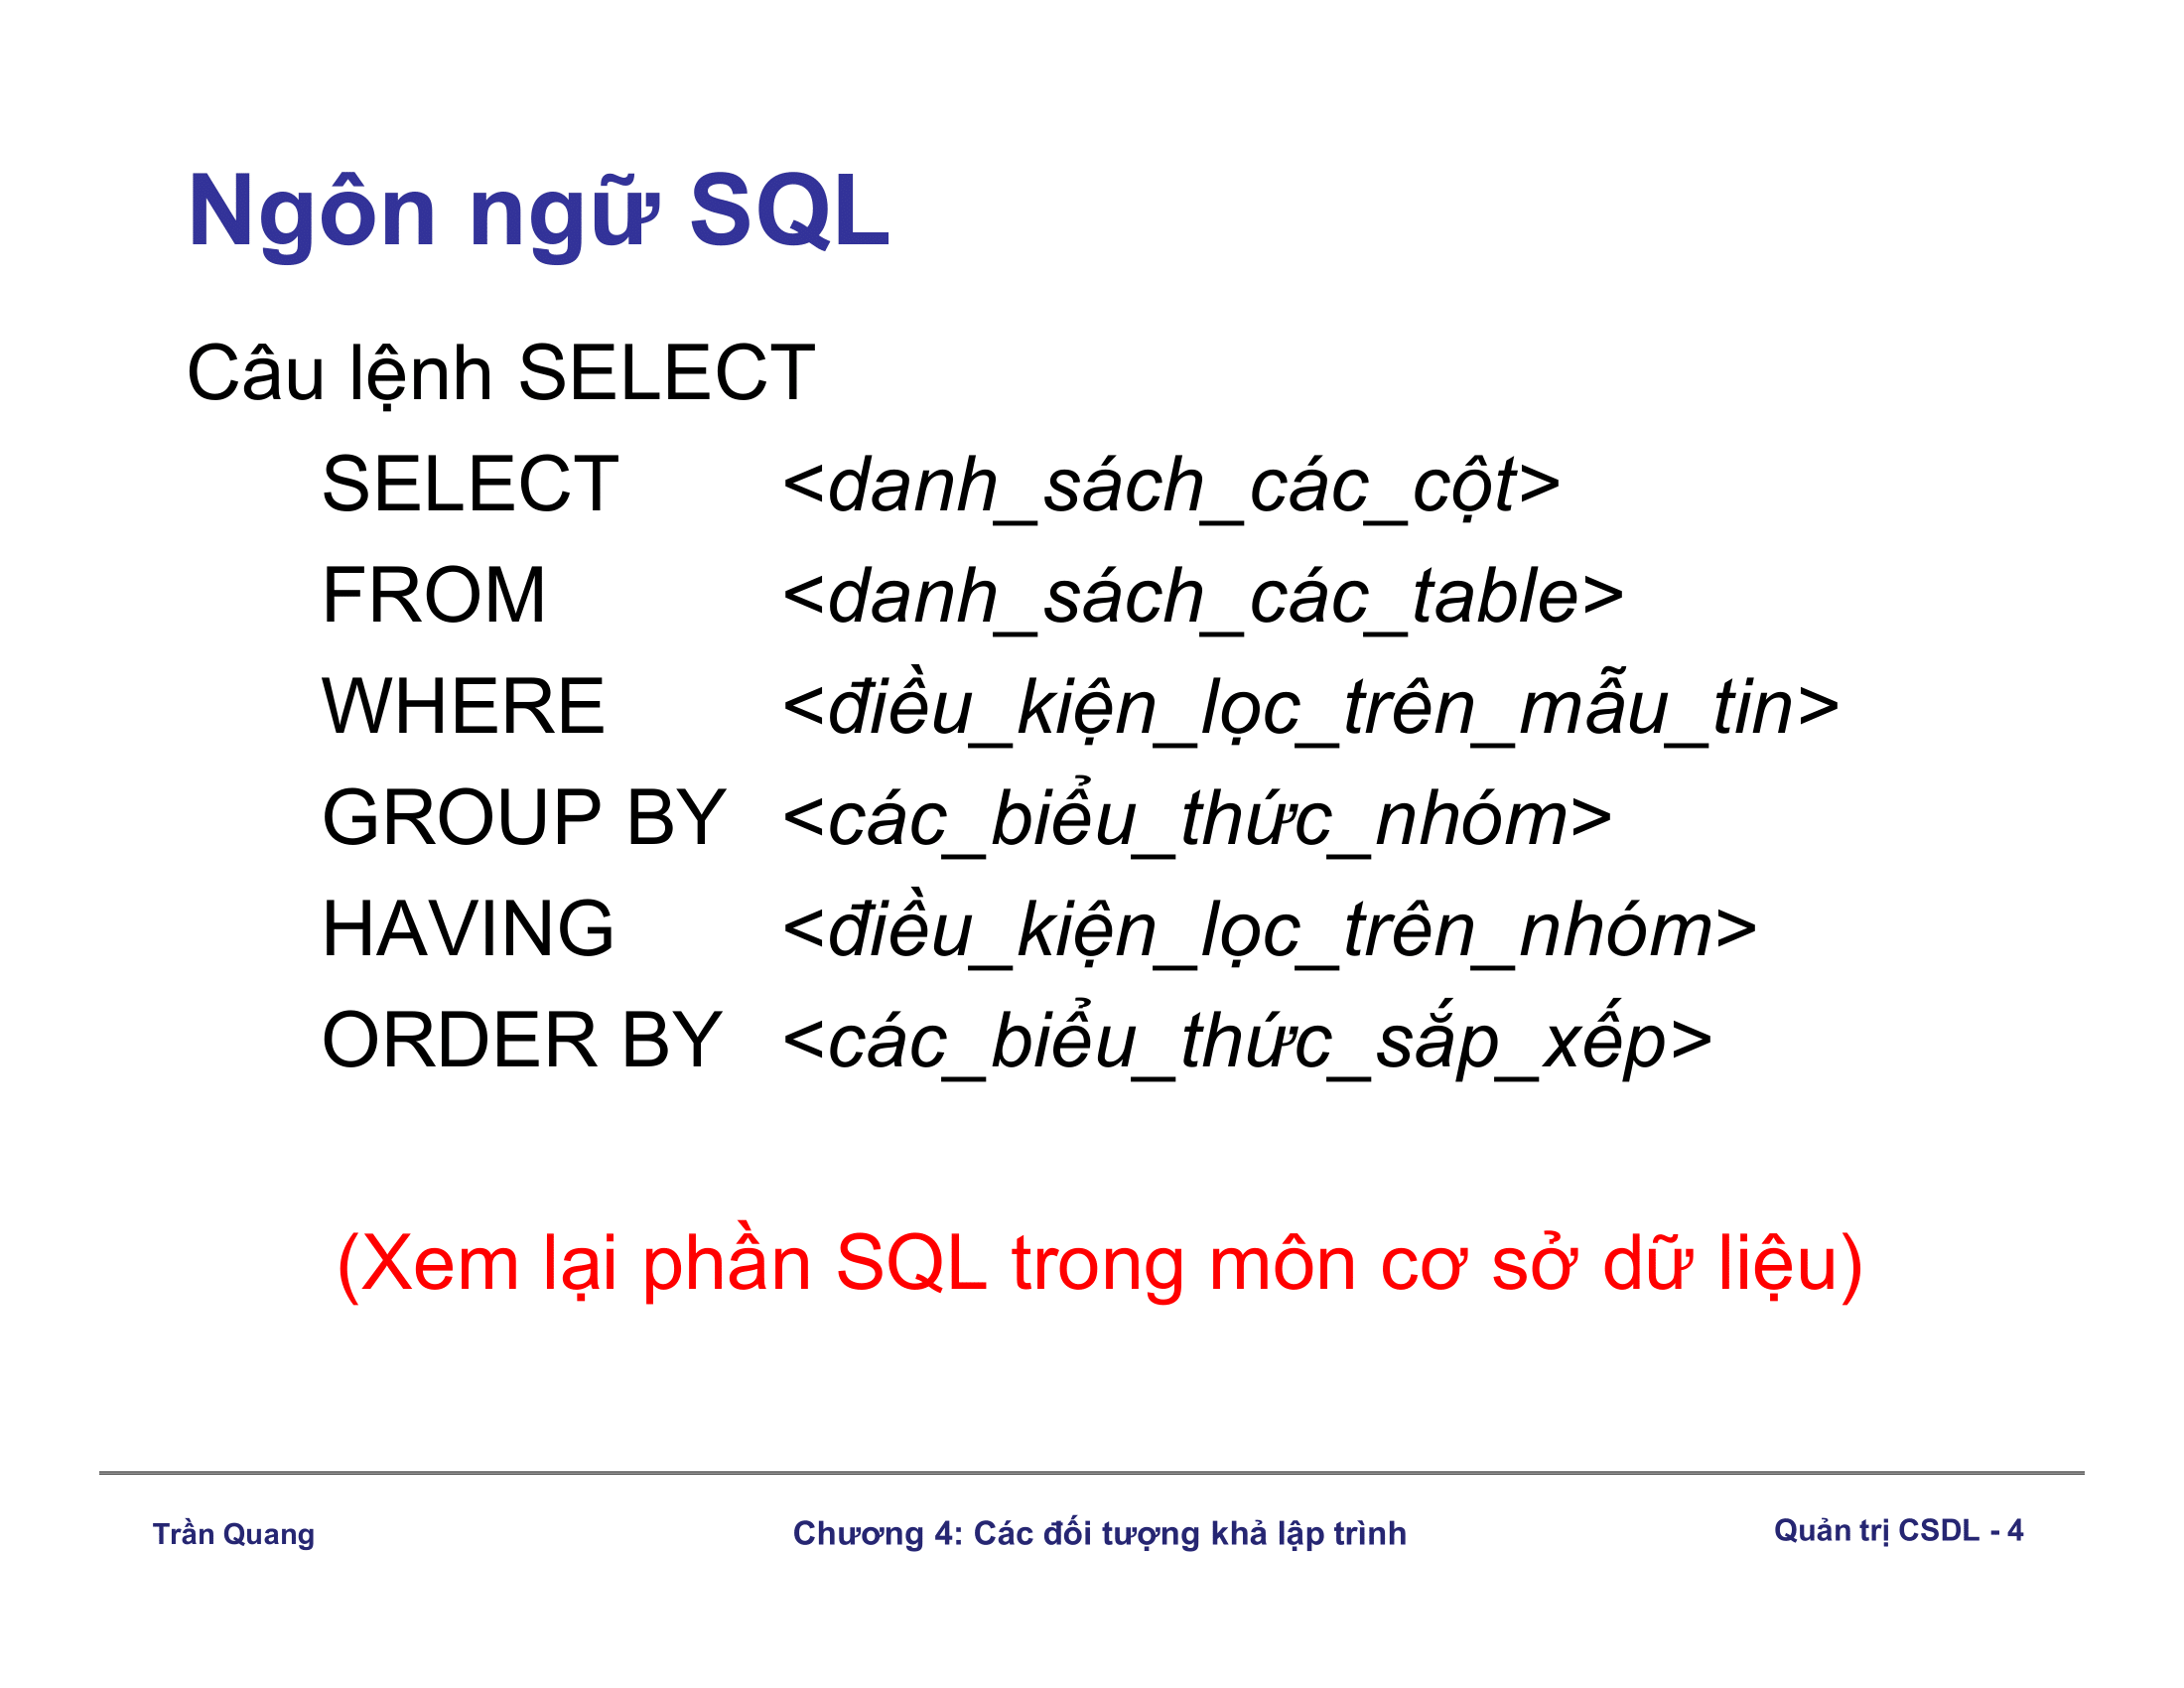 Ngôn ngữ SQL
Câu lệnh SELECT
SELECT <danh_sách_các_cột>
FROM <danh_sách_các_table>
WHERE <điều_kiện_lọc_trên_mẫu_tin>
GROUP BY <các_biểu_thức_nhóm>
HAVING <điều_kiện_lọc_trên_nhóm>
ORDER BY <các_biểu_thức_sắp_xếp>
(Xem lại phần SQL trong môn cơ sở dữ liệu)
Trần Quang
Chương 4: Các đối tượng khả lập trình
Quản trị CSDL - 4